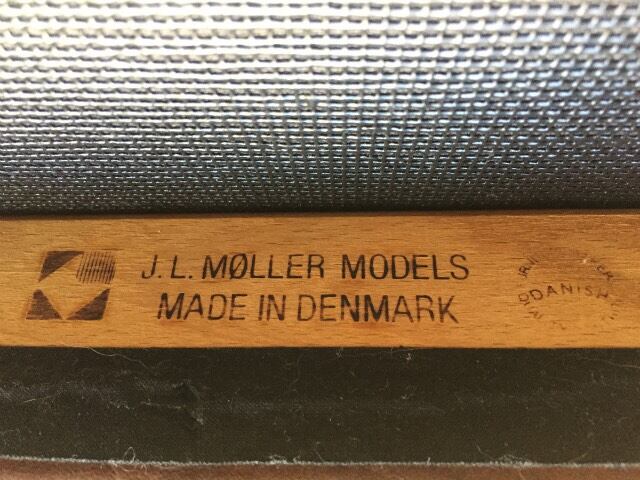 J.L. MØLLER MODELS
MADE IN DENMARK
DANISH